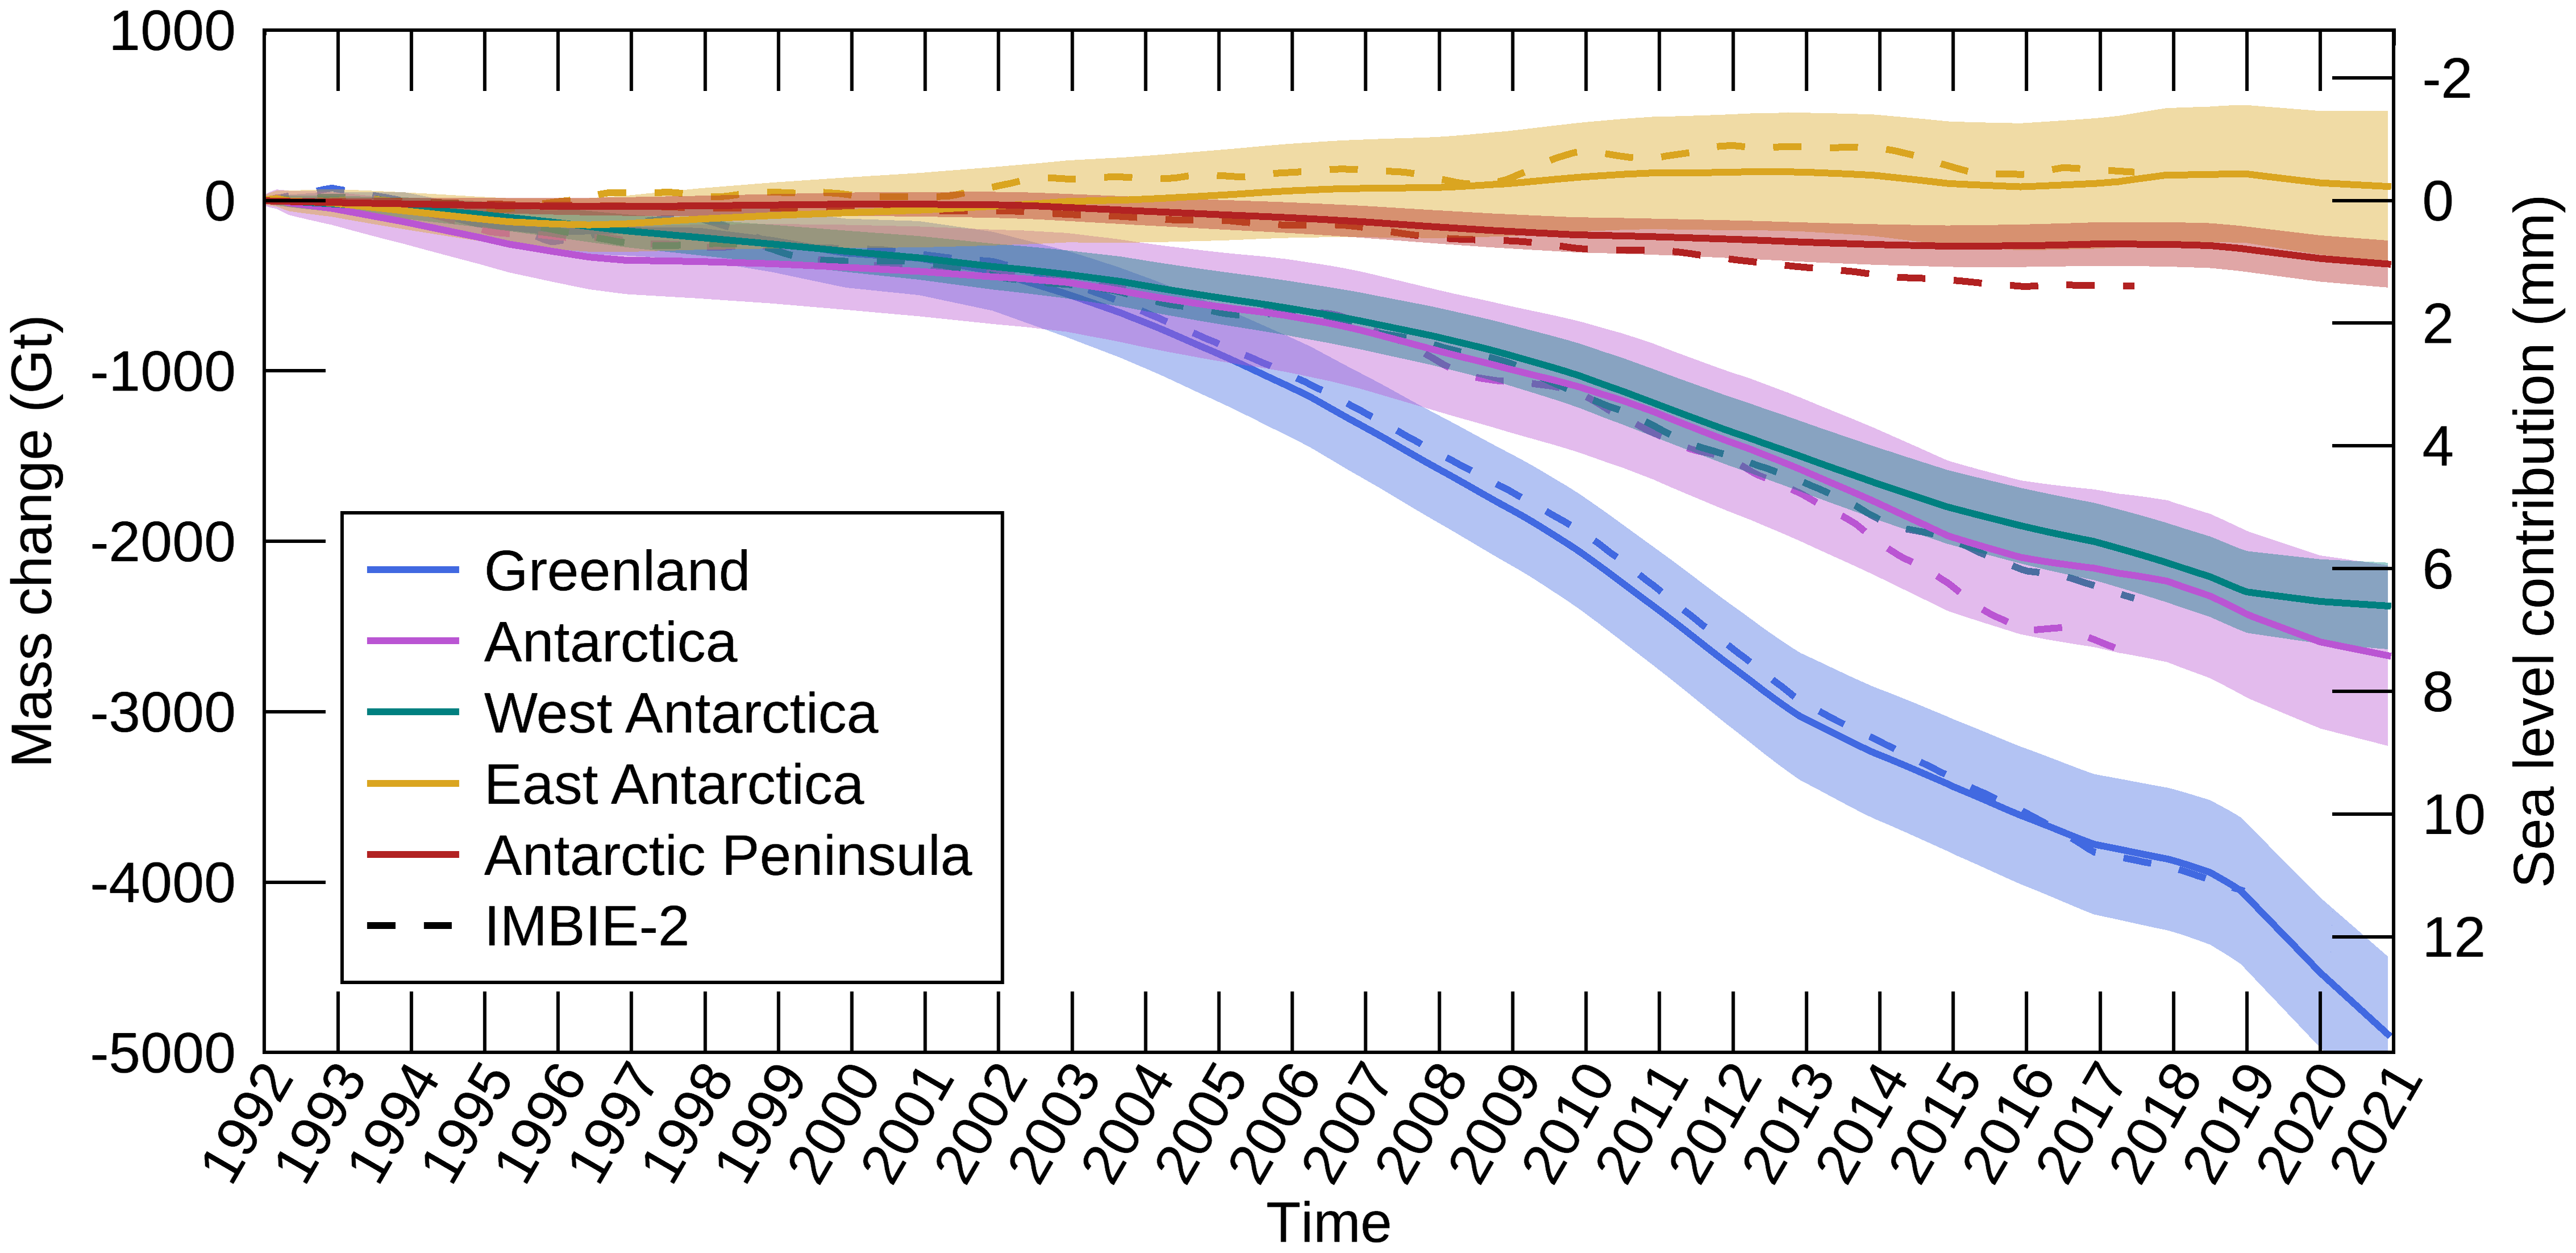 1000
0
-1000
-2000
-3000
-4000
-5000
Mass change (Gt)
-2
0
2
4
6
8
10
12
Sea level contribution (mm)
Greenland
Antarctica
West Antarctica
East Antarctica
Antarctic Peninsula
IMBIE-2
1992 1993 1994 1995 1996 1997 1998 1999 2000 2001 2002 2003 2004 2005 2006 2007 2008 2009 2010 2011 2012 2013 2014 2015 2016 2017 2018 2019 2020 2021
Time